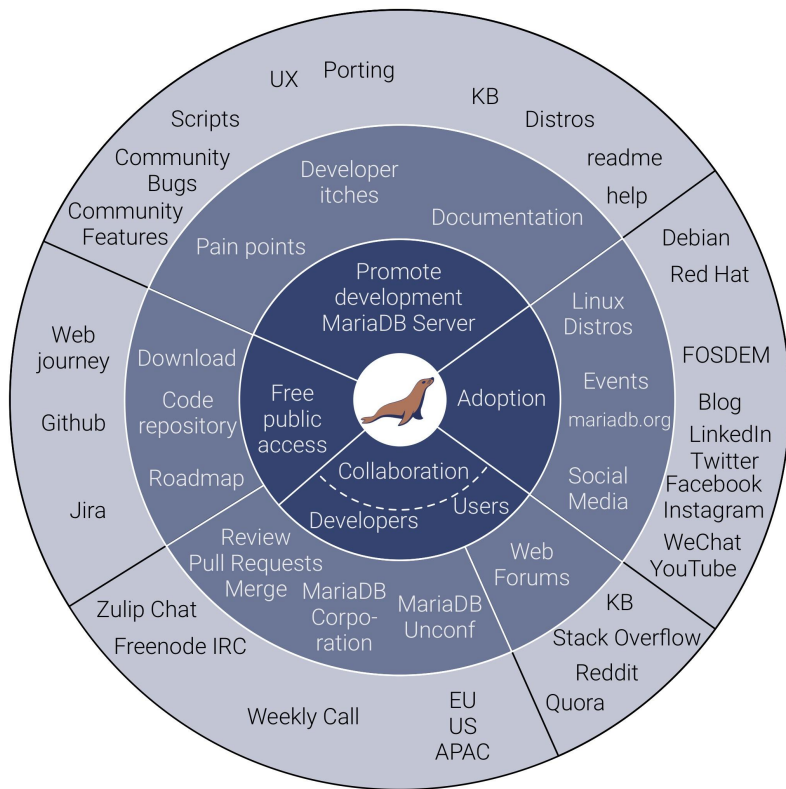 UX
Porting
KB
Scripts
Distros
Community
Bugs
readme
Community
Features
help
Developer
itches
Documentation
Pain points
Promote
development
MariaDB Server
Debian
Red Hat
Linux
Distros
FOSDEM
Events
Blog
mariadb.org
LinkedIn
Twitter
Facebook
Social
Media
Instagram
WeChat
YouTube
Adoption
Web
journey
Download
Github
Code
repository
Jira
Roadmap
Free
public
access
Collaboration
Developers
Users
Review
Pull Requests
Merge
MariaDB
Corpo-
ration
MariaDB
Unconf
Web
Forums
Zulip Chat
Freenode IRC
Weekly Call
EU
US
APAC
KB
Stack Overflow
Reddit
Quora